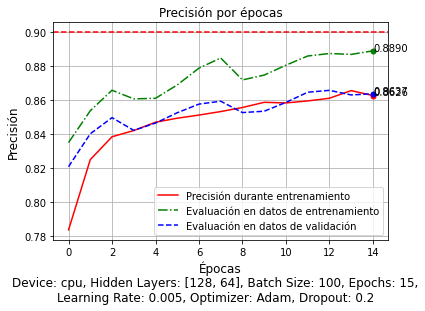 Precisión por épocas
Precisión
0.90
0.88
0.86
0.84
0.82
0.80
0.78
0.8890
0.8626
Precisión durante entrenamiento
Evaluación en datos de entrenamiento
Evaluación en datos de validación
0 2 4 6 8 10 12 14
Épocas
Device: cpu, Hidden Layers: [128, 64], Batch Size: 100, Epochs: 15,
Learning Rate: 0.005, Optimizer: Adam, Dropout: 0.2